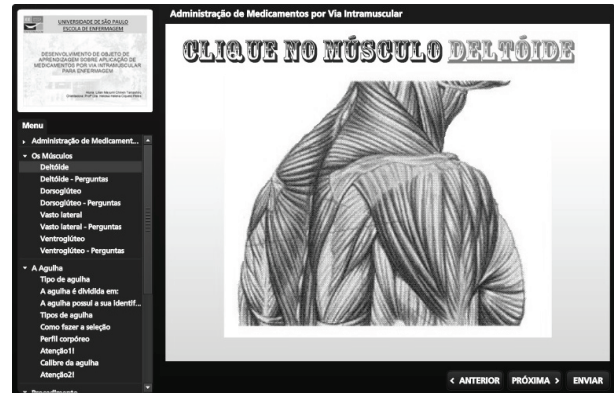 Administração de Medicamentos por Via Intramuscular
UNIVERSIDADE DE SÃO PAULO
ESCOLA DE ENFERMAGEM
DESENVOLVIMENTO DE OBJETO DE
APRENDIZAGEM SOBRE APLICAÇÃO DE
MEDICAMENTOS POR VIA INTRAMUSCULAR
PARA ENFERMAGEM
CLIQUE NO MÚSCULO DELTÓIDE
Menu
Administração de Medicament...
Os Músculos
Deltóide
Deltóide - Perguntas
Dorsoglúteo
Dorsoglúteo - Perguntas
Vasto lateral
Vasto lateral - Perguntas
Ventroglúteo
Ventroglúteo - Perguntas
A Agulha
Tipo de agulha
A agulha é dividida em:
A agulha possui a sua identif...
Tipos de agulha
Como fazer a seleção
Perfil corpóreo
Atenção1!
Calibre da agulha
Atenção2!
Procedimento
< ANTERIOR PRÓXIMA > ENVIAR